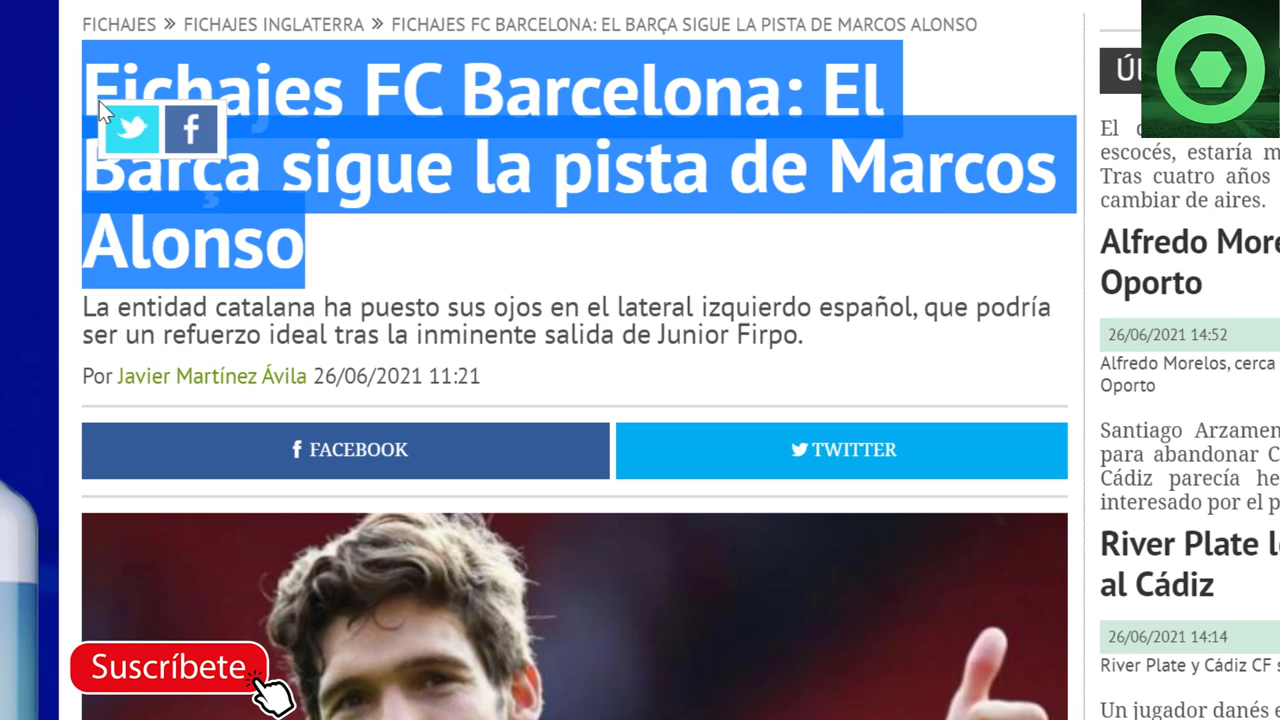 FICHAJES » FICHAJES INGLATERRA » FICHAJES FC BARCELONA: EL BARÇA SIGUE LA PISTA DE MARCOS ALONSO
Fichajes FC Barcelona: El
Barça sigue la pista de Marcos
Alonso
La entidad catalana ha puesto sus ojos en el lateral izquierdo español, que podría
ser un refuerzo ideal tras la inminente salida de Junior Firpo.
Por Javier Martínez Ávila 26/06/2021 11:21
f FACEBOOK
TWITTER
Suscríbete
El
escocés, estaría
Tras cuatro años
cambiar de aires.
Alfredo
Oporto
26/06/2021 14:52
Alfredo Morelos, cerca
Oporto
Santiago
para abandonar
Cádiz parecía
interesado por el
River Plate
al Cádiz
26/06/2021 14:14
River Plate y Cádiz CF
Un jugador danés